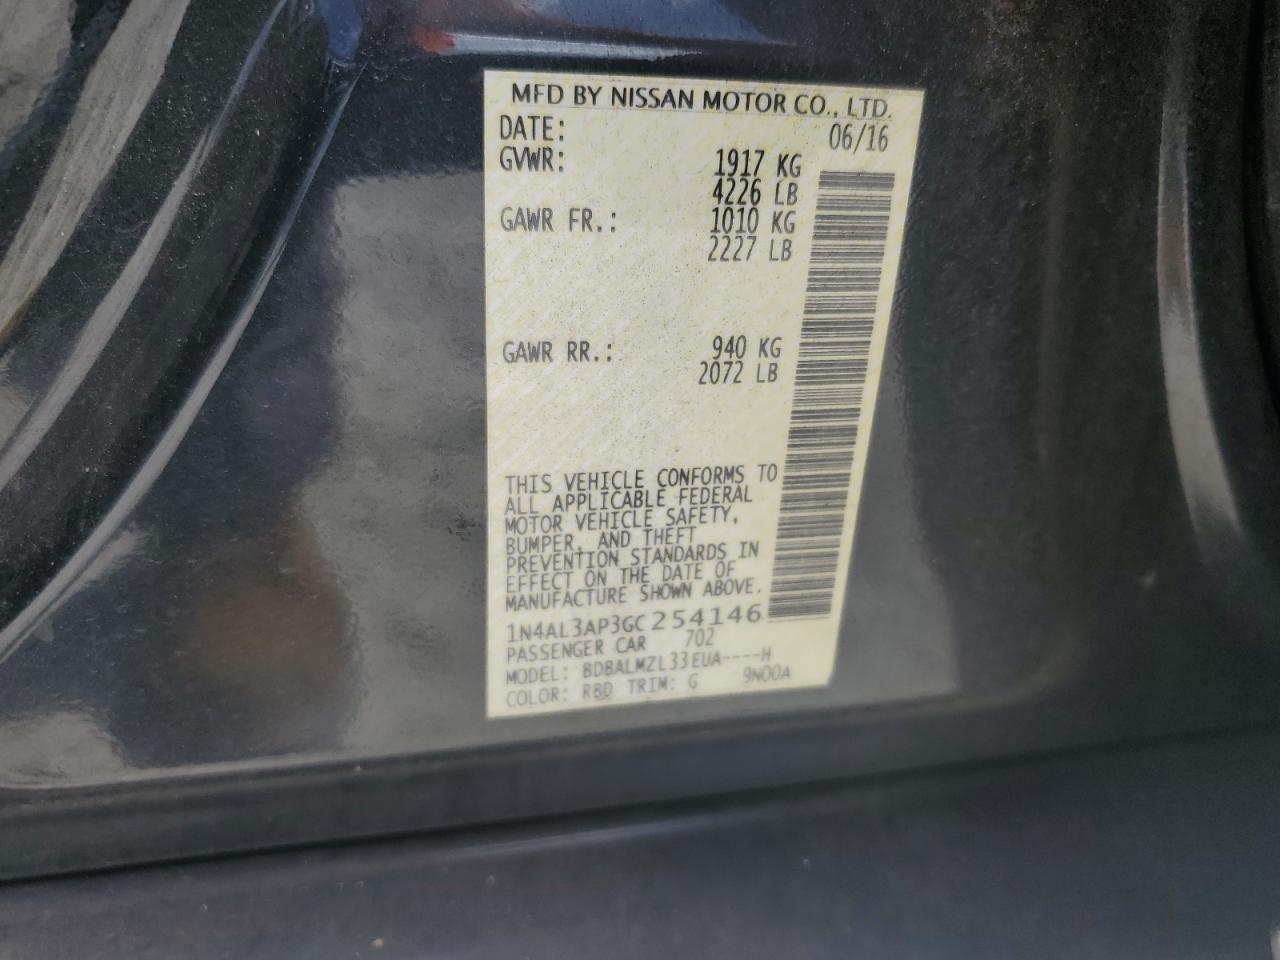 MFD BY NISSAN MOTOR CO., LTD.
DATE: 06/16
GVWR: 1917 KG
4226 LB
GAWR FR.: 1010 KG
2227 LB
GAWR RR.: 940 KG
2072 LB
THIS VEHICLE CONFORMS TO
ALL APPLICABLE FEDERAL
MOTOR VEHICLE SAFETY,
BUMPER, AND THEFT
PREVENTION STANDARDS IN
EFFECT ON THE DATE OF
MANUFACTURE SHOWN ABOVE.
1N4AL3AP3GC254146
PASSENGER CAR 702
MODEL: BDBALMZL33EUA----H
COLOR: RBD TRIM: G 9N00A